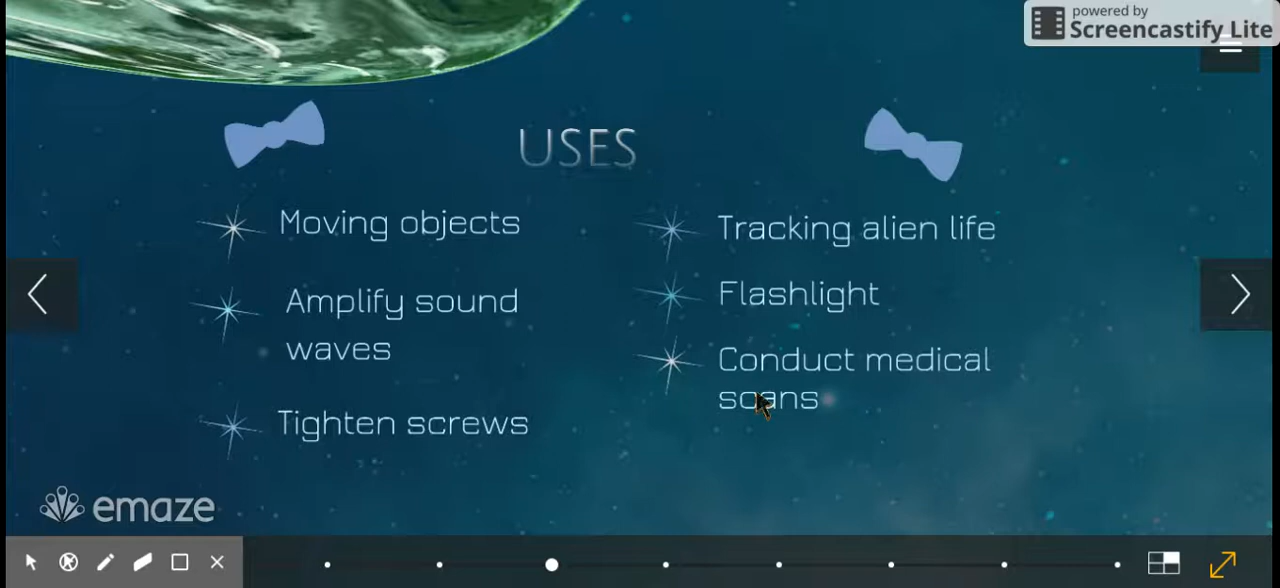 powered by
Screencastify Lite
USES
Moving objects
Amplify sound
waves
Tighten screws
Tracking alien life
Flashlight
Conduct medical
scans
emaze